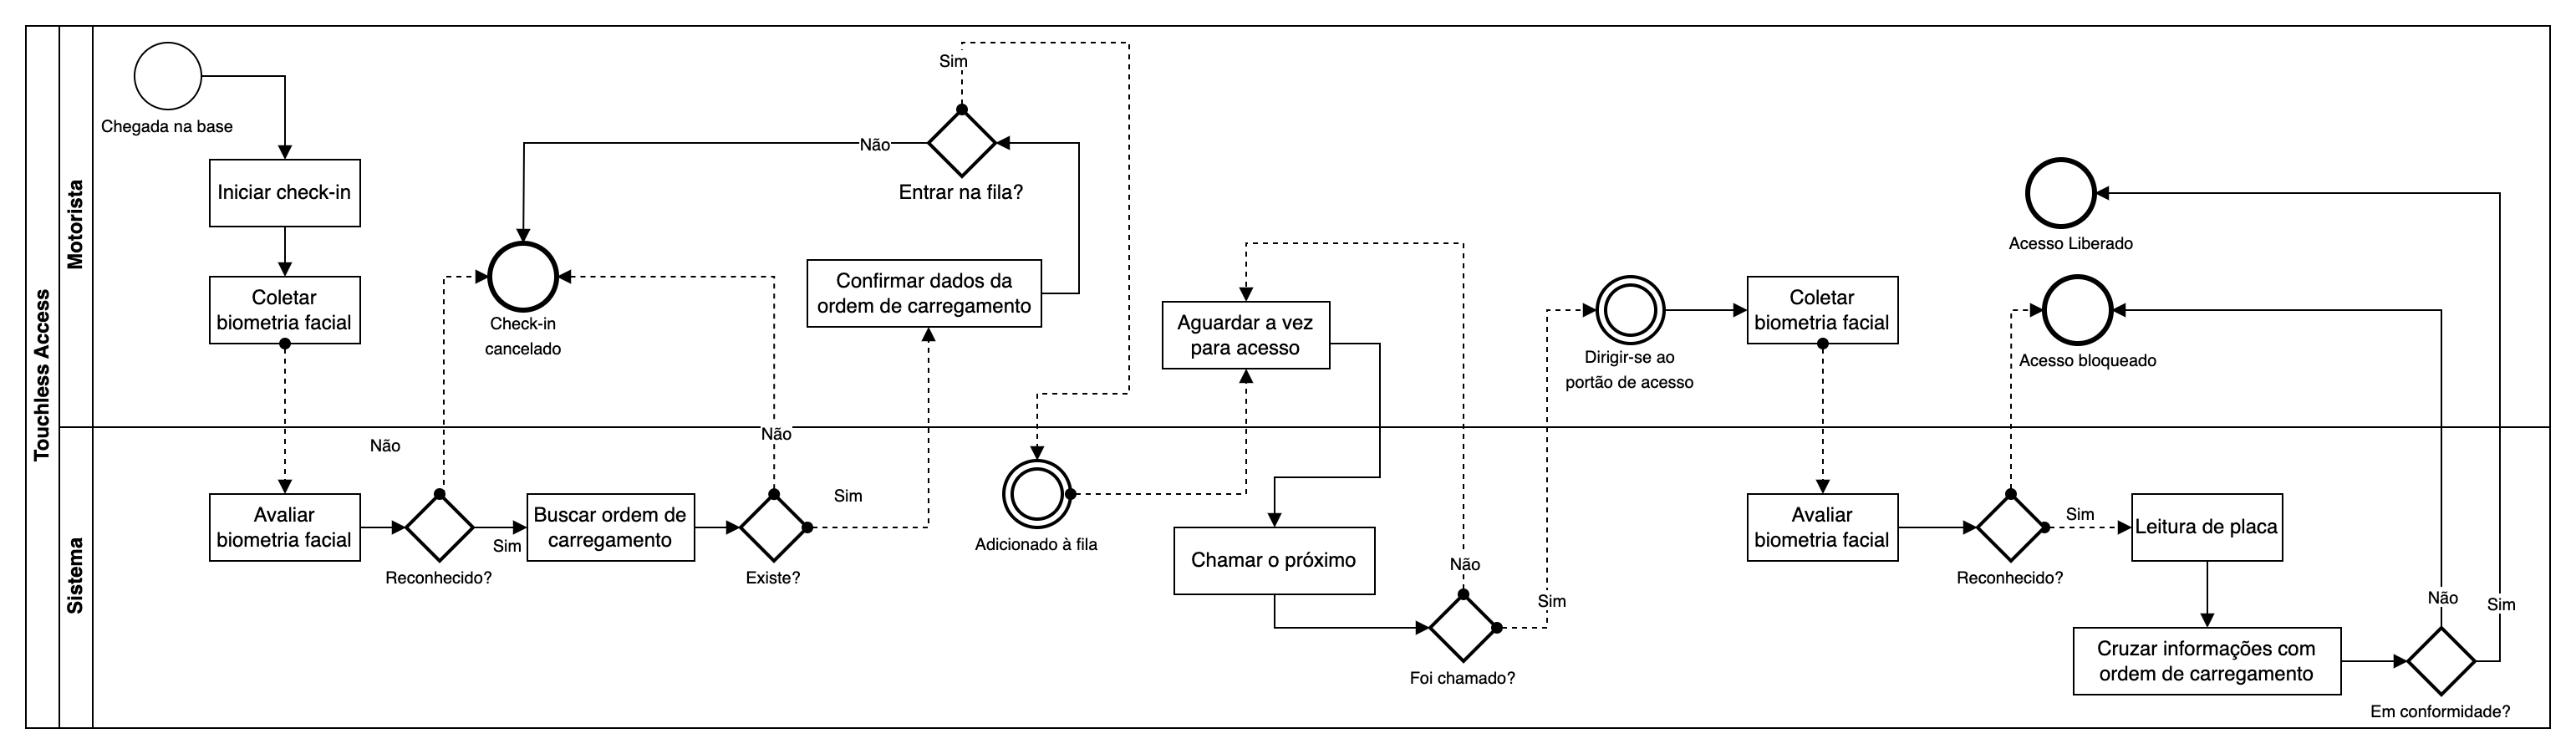 Touchless Access
Motorista
Sistema
Chegada na base
Iniciar check-in
Coletar
biometria facial
Avaliar
biometria facial
Não
Reconhecido?
Sim
Buscar ordem de
carregamento
Check-in
cancelado
Não
Existe?
Sim
Confirmar dados da
ordem de carregamento
Sim
Não
Entrar na fila?
Adicionado à fila
Aguardar a vez
para acesso
Chamar o próximo
Não
Foi chamado?
Sim
Dirigir-se ao
portão de acesso
Coletar
biometria facial
Avaliar
biometria facial
Reconhecido?
Sim
Leitura de placa
Cruzar informações com
ordem de carregamento
Não
Sim
Em conformidade?
Acesso Liberado
Acesso bloqueado